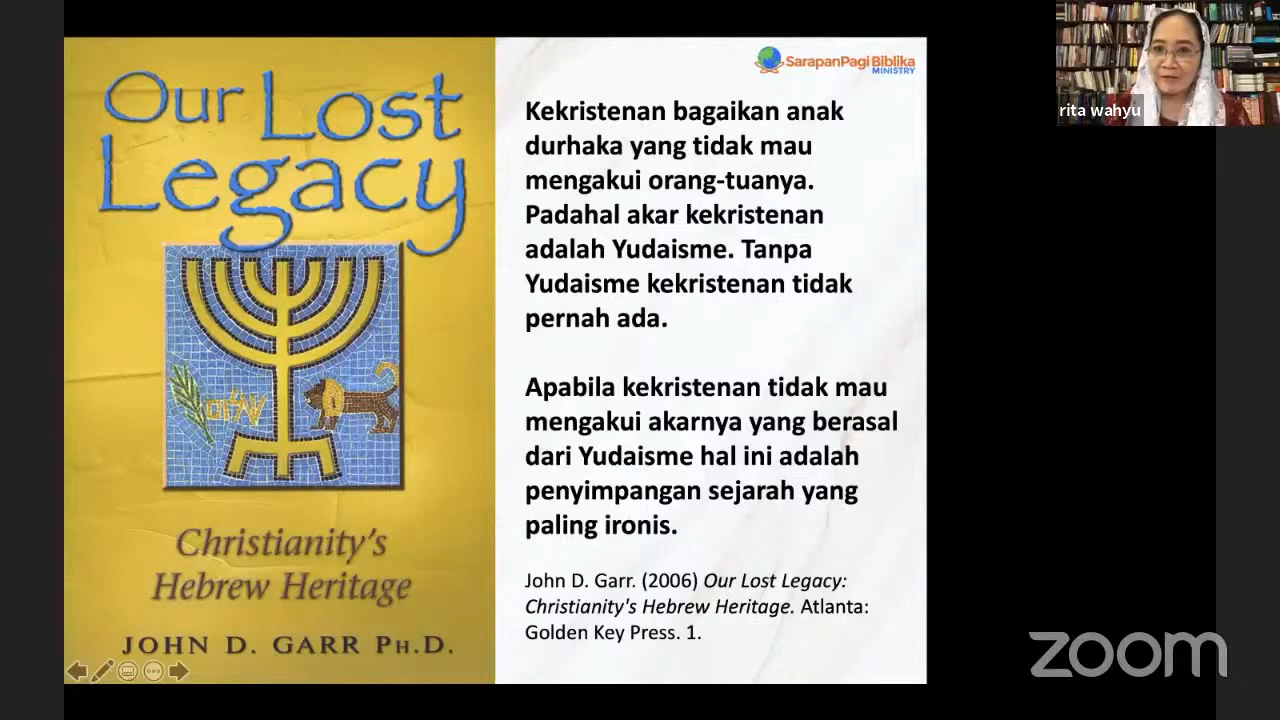 Our Lost
Legacy
שלום
Christianity's
Hebrew Heritage
JOHN D. GARR PH.D.
SarapanPagi Biblika
MINISTRY
Kekristenan bagaikan anak
durhaka yang tidak mau
mengakui orang-tuanya.
Padahal akar kekristenan
adalah Yudaisme. Tanpa
Yudaisme kekristenan tidak
pernah ada.
Apabila kekristenan tidak mau
mengakui akarnya yang berasal
dari Yudaisme hal ini adalah
penyimpangan sejarah yang
paling ironis.
John D. Garr. (2006) Our Lost Legacy:
Christianity's Hebrew Heritage. Atlanta:
Golden Key Press. 1.
rita wahyu
zoom